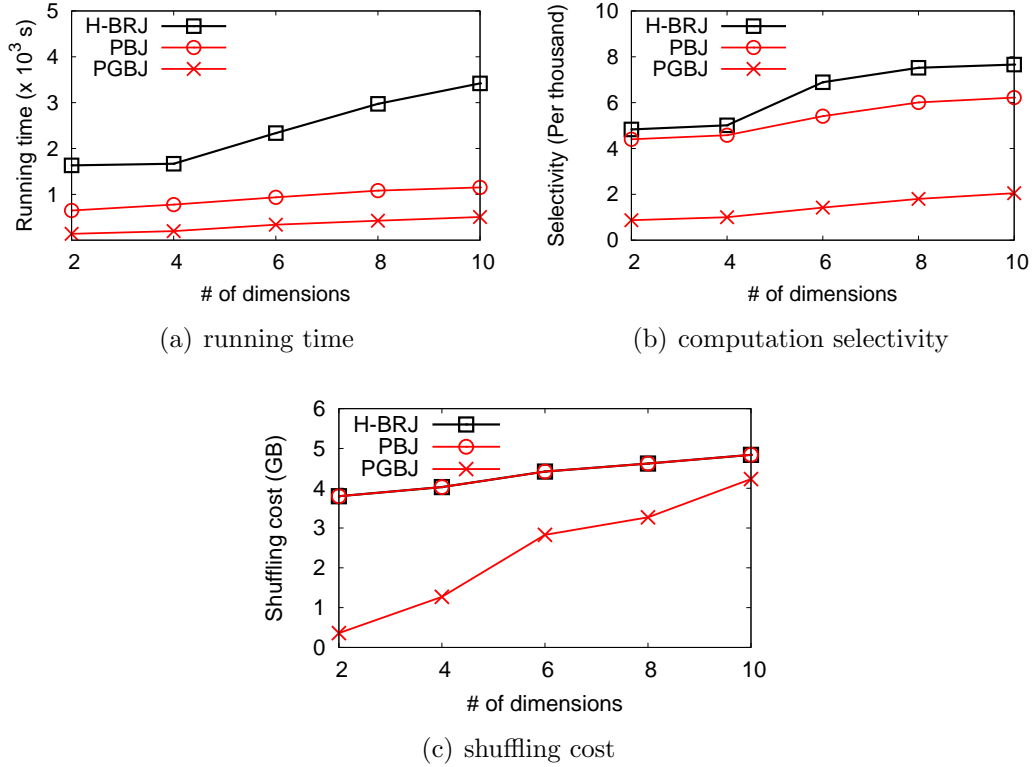 Running time (x 10³ s)
H-BRJ
PBJ
PGBJ
5
4
3
2
1
2 4 6 8 10
# of dimensions
(a) running time
Selectivity (Per thousand)
H-BRJ
PBJ
PGBJ
10
8
6
4
2
0
2 4 6 8 10
# of dimensions
(b) computation selectivity
Shuffling cost (GB)
H-BRJ
PBJ
PGBJ
6
5
4
3
2
1
0
2 4 6 8 10
# of dimensions
(c) shuffling cost